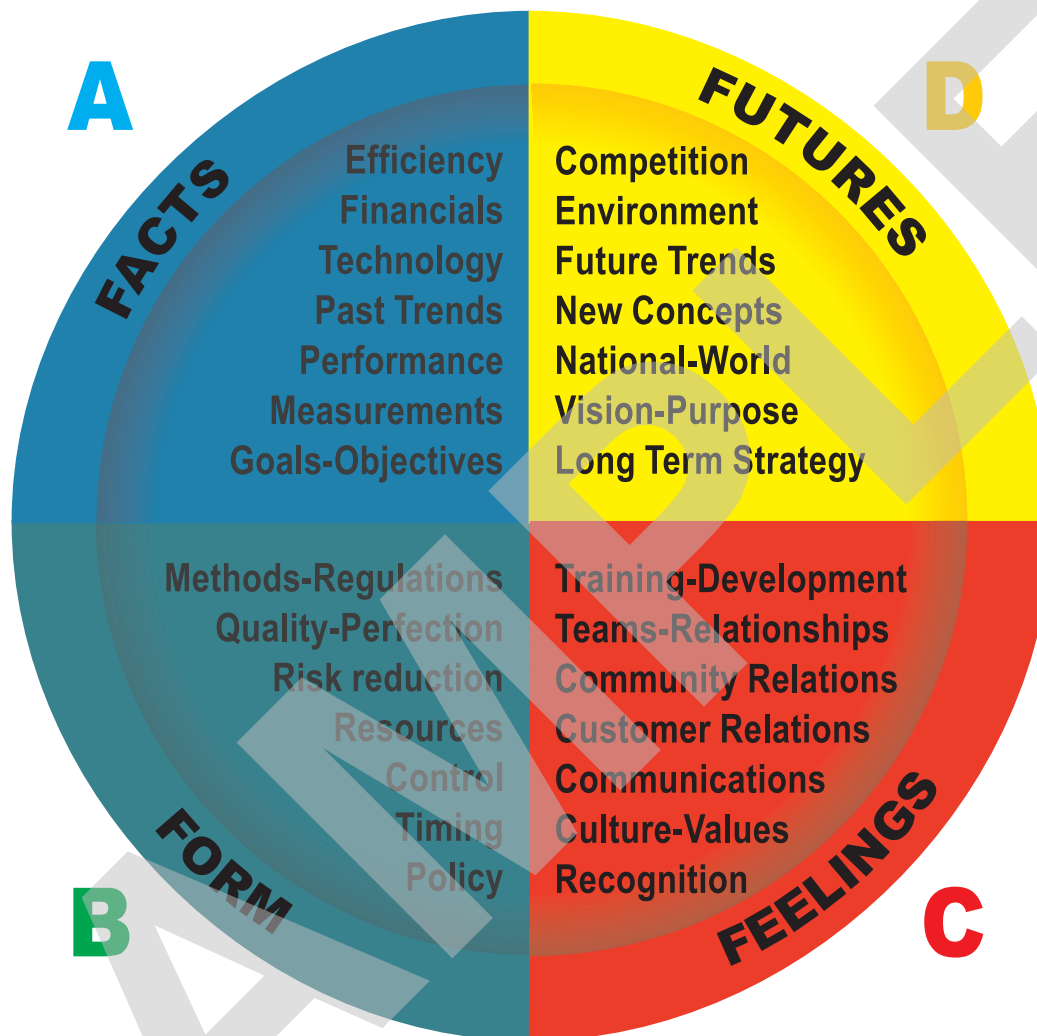 A
FACTS
Efficiency
Financials
Technology
Past Trends
Performance
Measurements
Goals-Objectives
D
FUTURES
Competition
Environment
Future Trends
New Concepts
National-World
Vision-Purpose
Long Term Strategy
B
FORM
Methods-Regulations
Quality-Perfection
Risk reduction
Resources
Control
Timing
Policy
C
FEELINGS
Training-Development
Teams-Relationships
Community Relations
Customer Relations
Communications
Culture-Values
Recognition
AMPLE